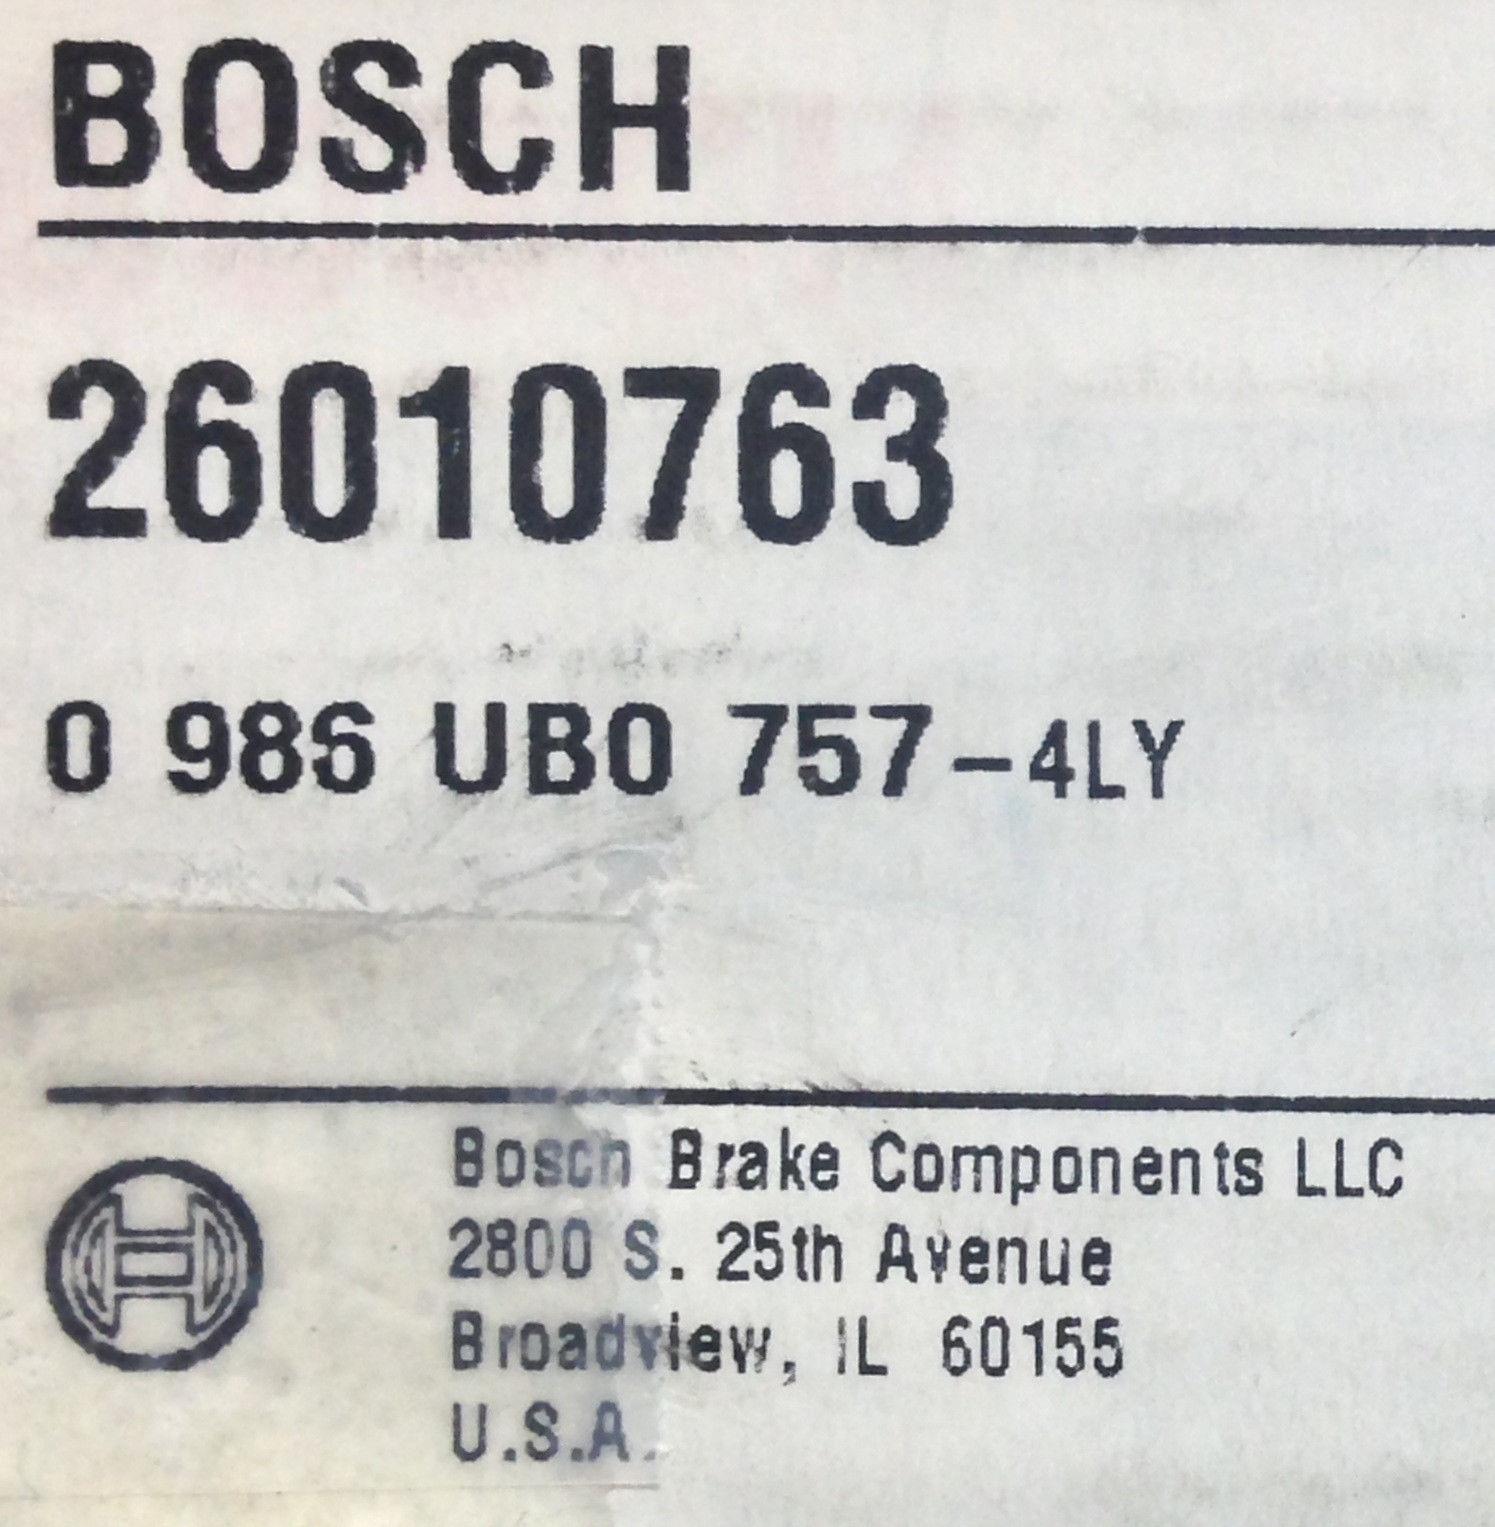 BOSCH
26010763
0 986 UB0 757-4LY
Bosch Brake Components LLC
2800 S. 25th Avenue
Broadview, IL 60155
U.S.A.